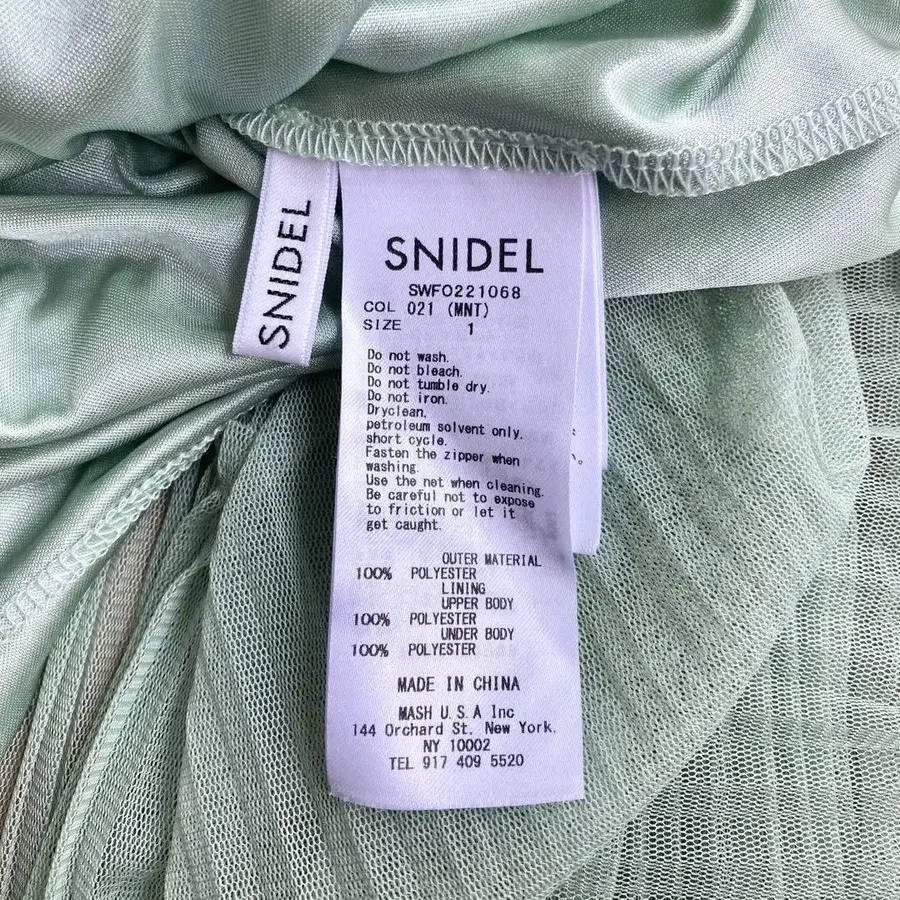 SNIDEL
SNIDEL
SWFO221068
COL 021 (MNT)
SIZE 1
Do not wash.
Do not bleach.
Do not tumble dry.
Do not iron.
Dryclean,
petroleum solvent only,
short cycle.
Fasten the zipper when
washing.
Use the net when cleaning.
Be careful not to expose
to friction or let it
get caught.
OUTER MATERIAL
100% POLYESTER
LINING
UPPER BODY
100% POLYESTER
UNDER BODY
100% POLYESTER
MADE IN CHINA
MASH U.S.A Inc
144 Orchard St. New York.
NY 10002
TEL 917 409 5520